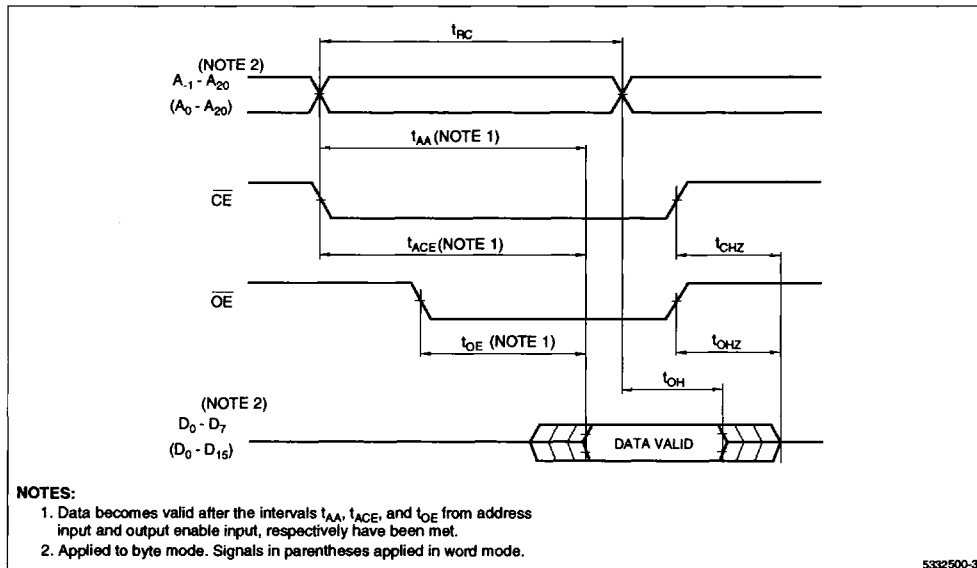 t_RC
(NOTE 2)
A_-1 - A_20
(A_0 - A_20)
t_AA (NOTE 1)
CE
t_CHZ
t_ACE (NOTE 1)
OE
t_OE (NOTE 1)
t_OHZ
t_OH
(NOTE 2)
D_0 - D_7
(D_0 - D_15)
DATA VALID
NOTES:
1. Data becomes valid after the intervals t_AA, t_ACE, and t_OE from address
input and output enable input, respectively have been met.
2. Applied to byte mode. Signals in parentheses applied in word mode.
5332500-3